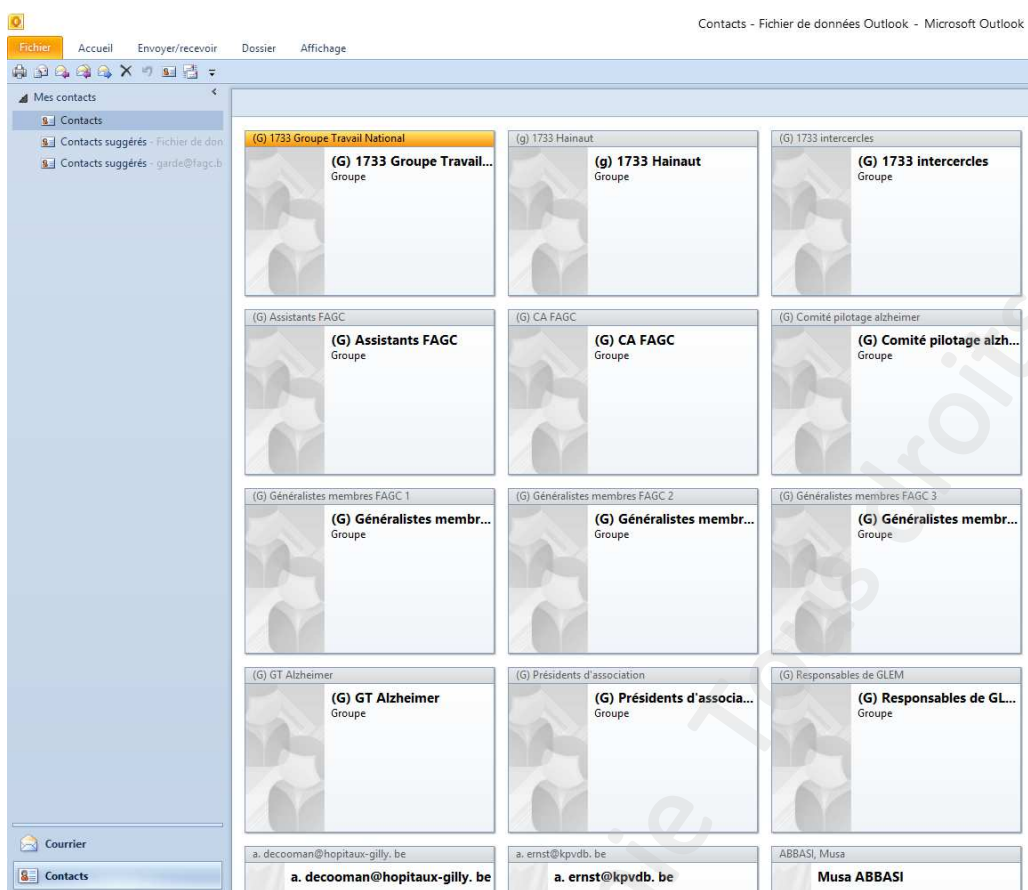 Contacts - Fichier de données Outlook - Microsoft Outlook
Fichier Accueil Envoyer/recevoir Dossier Affichage
Mes contacts
Contacts
Contacts suggérés - Fichier de don
Contacts suggérés - garde@fagc.b
(G) 1733 Groupe Travail National
(G) 1733 Groupe Travail...
Groupe
(g) 1733 Hainaut
(g) 1733 Hainaut
Groupe
(G) 1733 intercercles
(G) 1733 intercercles
Groupe
(G) Assistants FAGC
(G) Assistants FAGC
Groupe
(G) CA FAGC
(G) CA FAGC
Groupe
(G) Comité pilotage alzheimer
(G) Comité pilotage alzh...
Groupe
(G) Généralistes membres FAGC 1
(G) Généralistes membr...
Groupe
(G) Généralistes membres FAGC 2
(G) Généralistes membr...
Groupe
(G) Généralistes membres FAGC 3
(G) Généralistes membr...
Groupe
(G) GT Alzheimer
(G) GT Alzheimer
Groupe
(G) Présidents d'association
(G) Présidents d'associa...
Groupe
(G) Responsables de GLEM
(G) Responsables de GL...
Groupe
a. decooman@hopitaux-gilly. be
a. decooman@hopitaux-gilly. be
a. ernst@kpvdb. be
a. ernst@kpvdb. be
ABBASI, Musa
Musa ABBASI
Courrier
Contacts
ie Tous droits